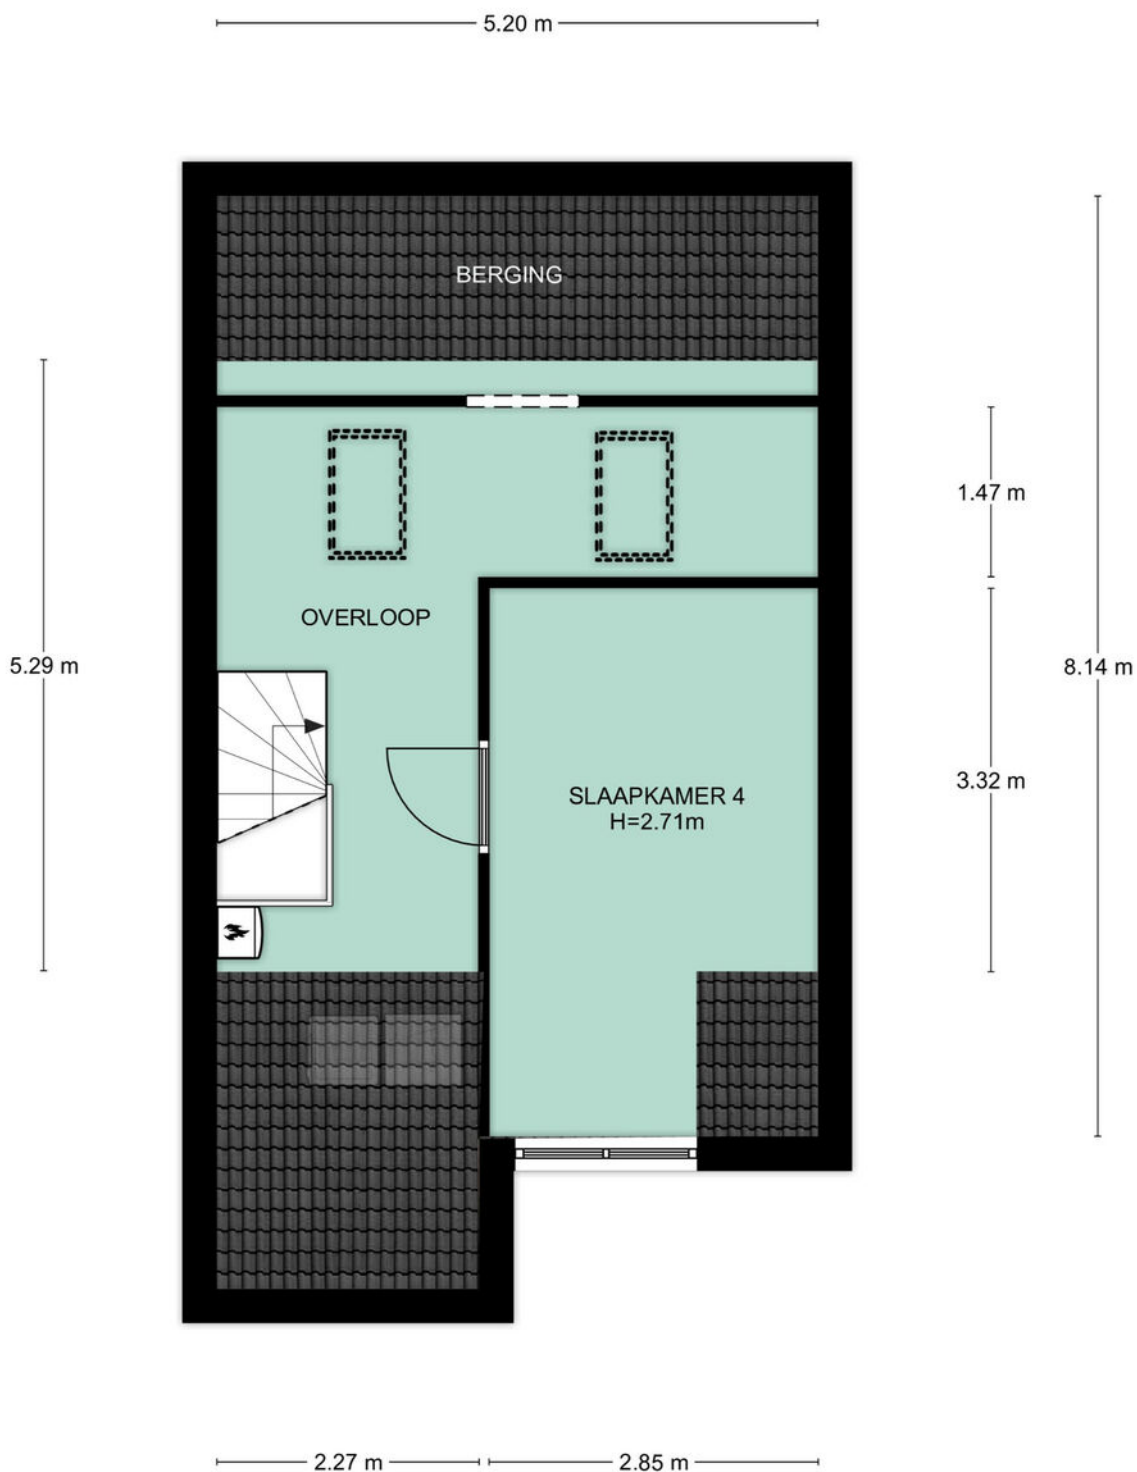 5.20 m
BERGING
1.47 m
OVERLOOP
5.29 m
8.14 m
3.32 m
SLAAPKAMER 4
H=2.71m
2.27 m
2.85 m